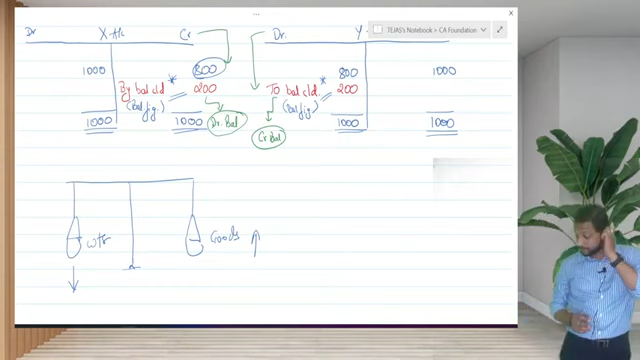 Dr X A/c Cr Dr. Y
TEJAS's Notebook > CA Foundation
1000 800 800 1000
By bal c/d * 200 To bal c/d. * 200
(Bal fig.) (Bal fig.)
1000 1000 1000 1000
Dr. Bal Cr Bal
wts Goods